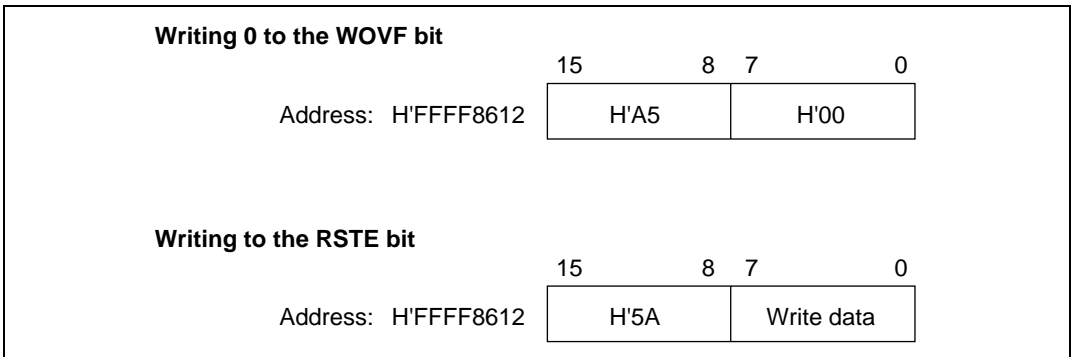 Writing 0 to the WOVF bit
15 8 7 0
Address: H'FFFF8612 H'A5 H'00
Writing to the RSTE bit
15 8 7 0
Address: H'FFFF8612 H'5A Write data